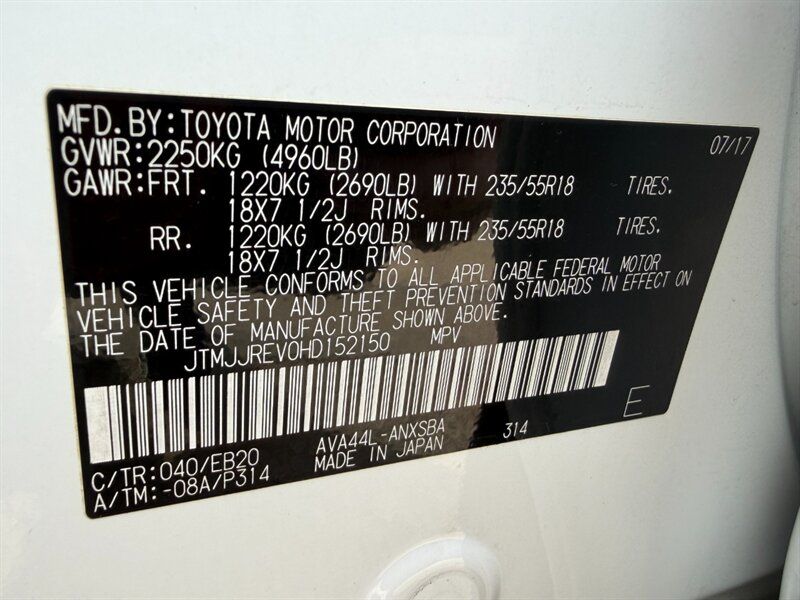 MFD.BY:TOYOTA MOTOR CORPORATION 07/17
GVWR:2250KG (4960LB)
GAWR:FRT. 1220KG (2690LB) WITH 235/55R18 TIRES.
18X7 1/2J RIMS.
RR. 1220KG (2690LB) WITH 235/55R18 TIRES.
18X7 1/2J RIMS.
THIS VEHICLE CONFORMS TO ALL APPLICABLE FEDERAL MOTOR
VEHICLE SAFETY AND THEFT PREVENTION STANDARDS IN EFFECT ON
THE DATE OF MANUFACTURE SHOWN ABOVE.
JTMJJREV0HD152150 MPV
E
AVA44L-ANXSBA 314
C/TR:040/EB20 MADE IN JAPAN
A/TM:-08A/P314